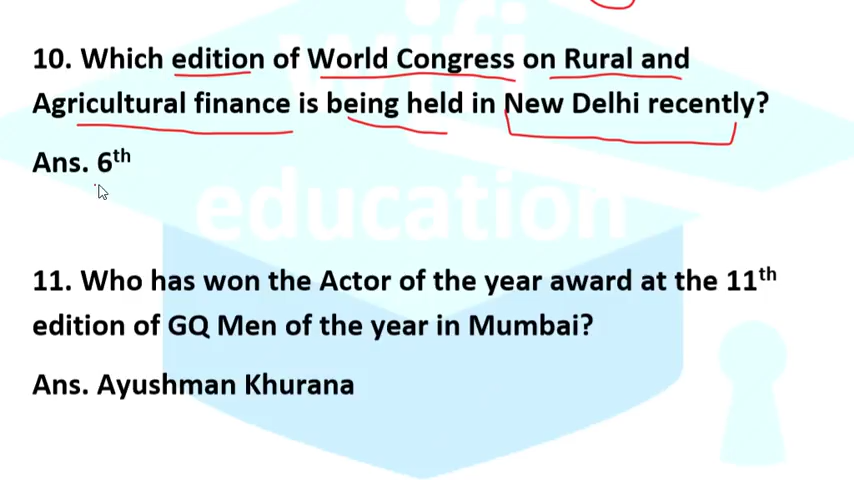 wifi
10. Which edition of World Congress on Rural and
Agricultural finance is being held in New Delhi recently?
Ans. 6th
education
11. Who has won the Actor of the year award at the 11th
edition of GQ Men of the year in Mumbai?
Ans. Ayushman Khurana